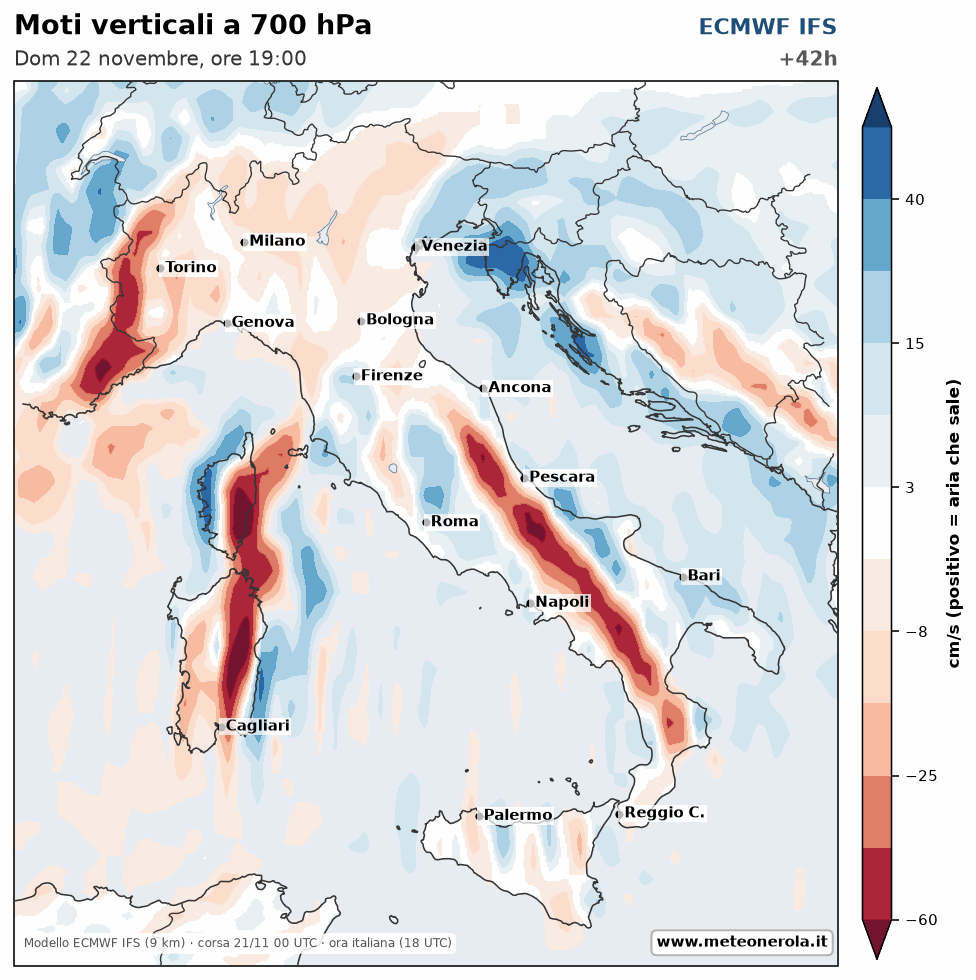 Moti verticali a 700 hPa
ECMWF IFS
Dom 22 novembre, ore 19:00
+42h
Milano
Venezia
Torino
Genova
Bologna
Firenze
Ancona
Pescara
Roma
Bari
Napoli
Cagliari
Palermo
Reggio C.
40
15
3
−8
−25
−60
cm/s (positivo = aria che sale)
Modello ECMWF IFS (9 km) · corsa 21/11 00 UTC · ora italiana (18 UTC)
www.meteonerola.it